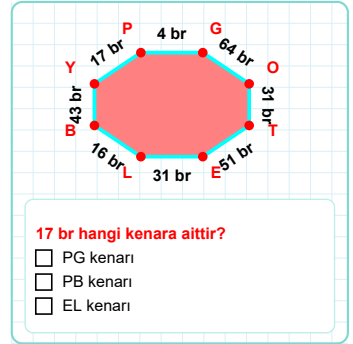 P
4 br
G
17 br
64 br
Y
O
43 br
31 br
B
T
16 br
51 br
L
31 br
E
17 br hangi kenara aittir?
PG kenarı
PB kenarı
EL kenarı